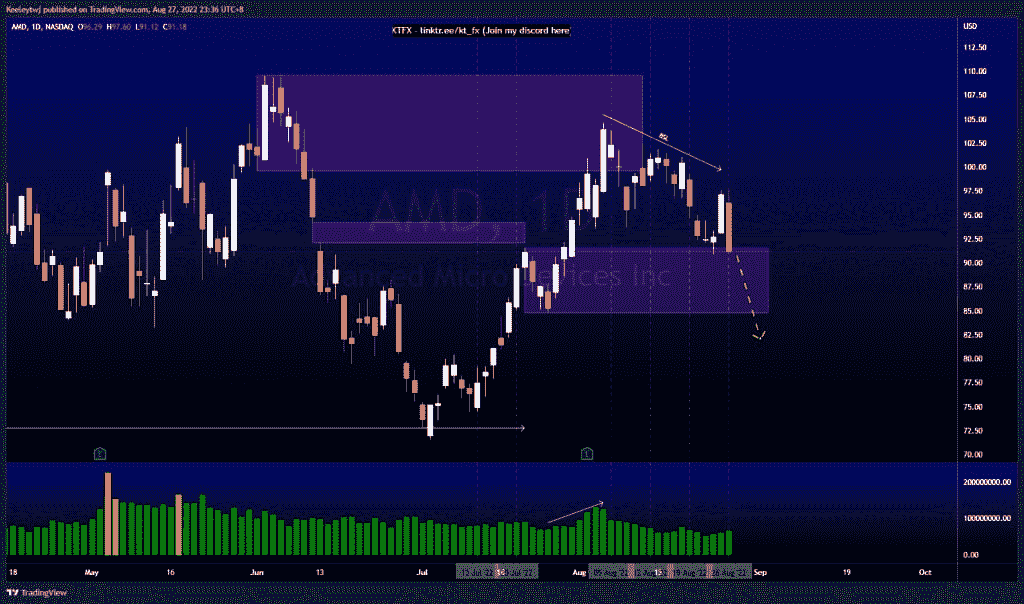 Keeseytwj published on TradingView.com, Aug 27, 2022 23:36 UTC+8
AMD, 1D, NASDAQ O96.29 H97.60 L91.12 C91.18
KTFX - linktr.ee/kt_fx (Join my discord here)
USD
112.50
110.00
107.50
105.00
102.50
100.00
97.50
95.00
92.50
90.00
87.50
85.00
82.50
80.00
77.50
75.00
72.50
70.00
AMD, 1D
Advanced Micro Devices Inc
200000000.00
100000000.00
0.00
18 May 16 Jun 13 Jul Aug 15 Sep 19 Oct
TradingView